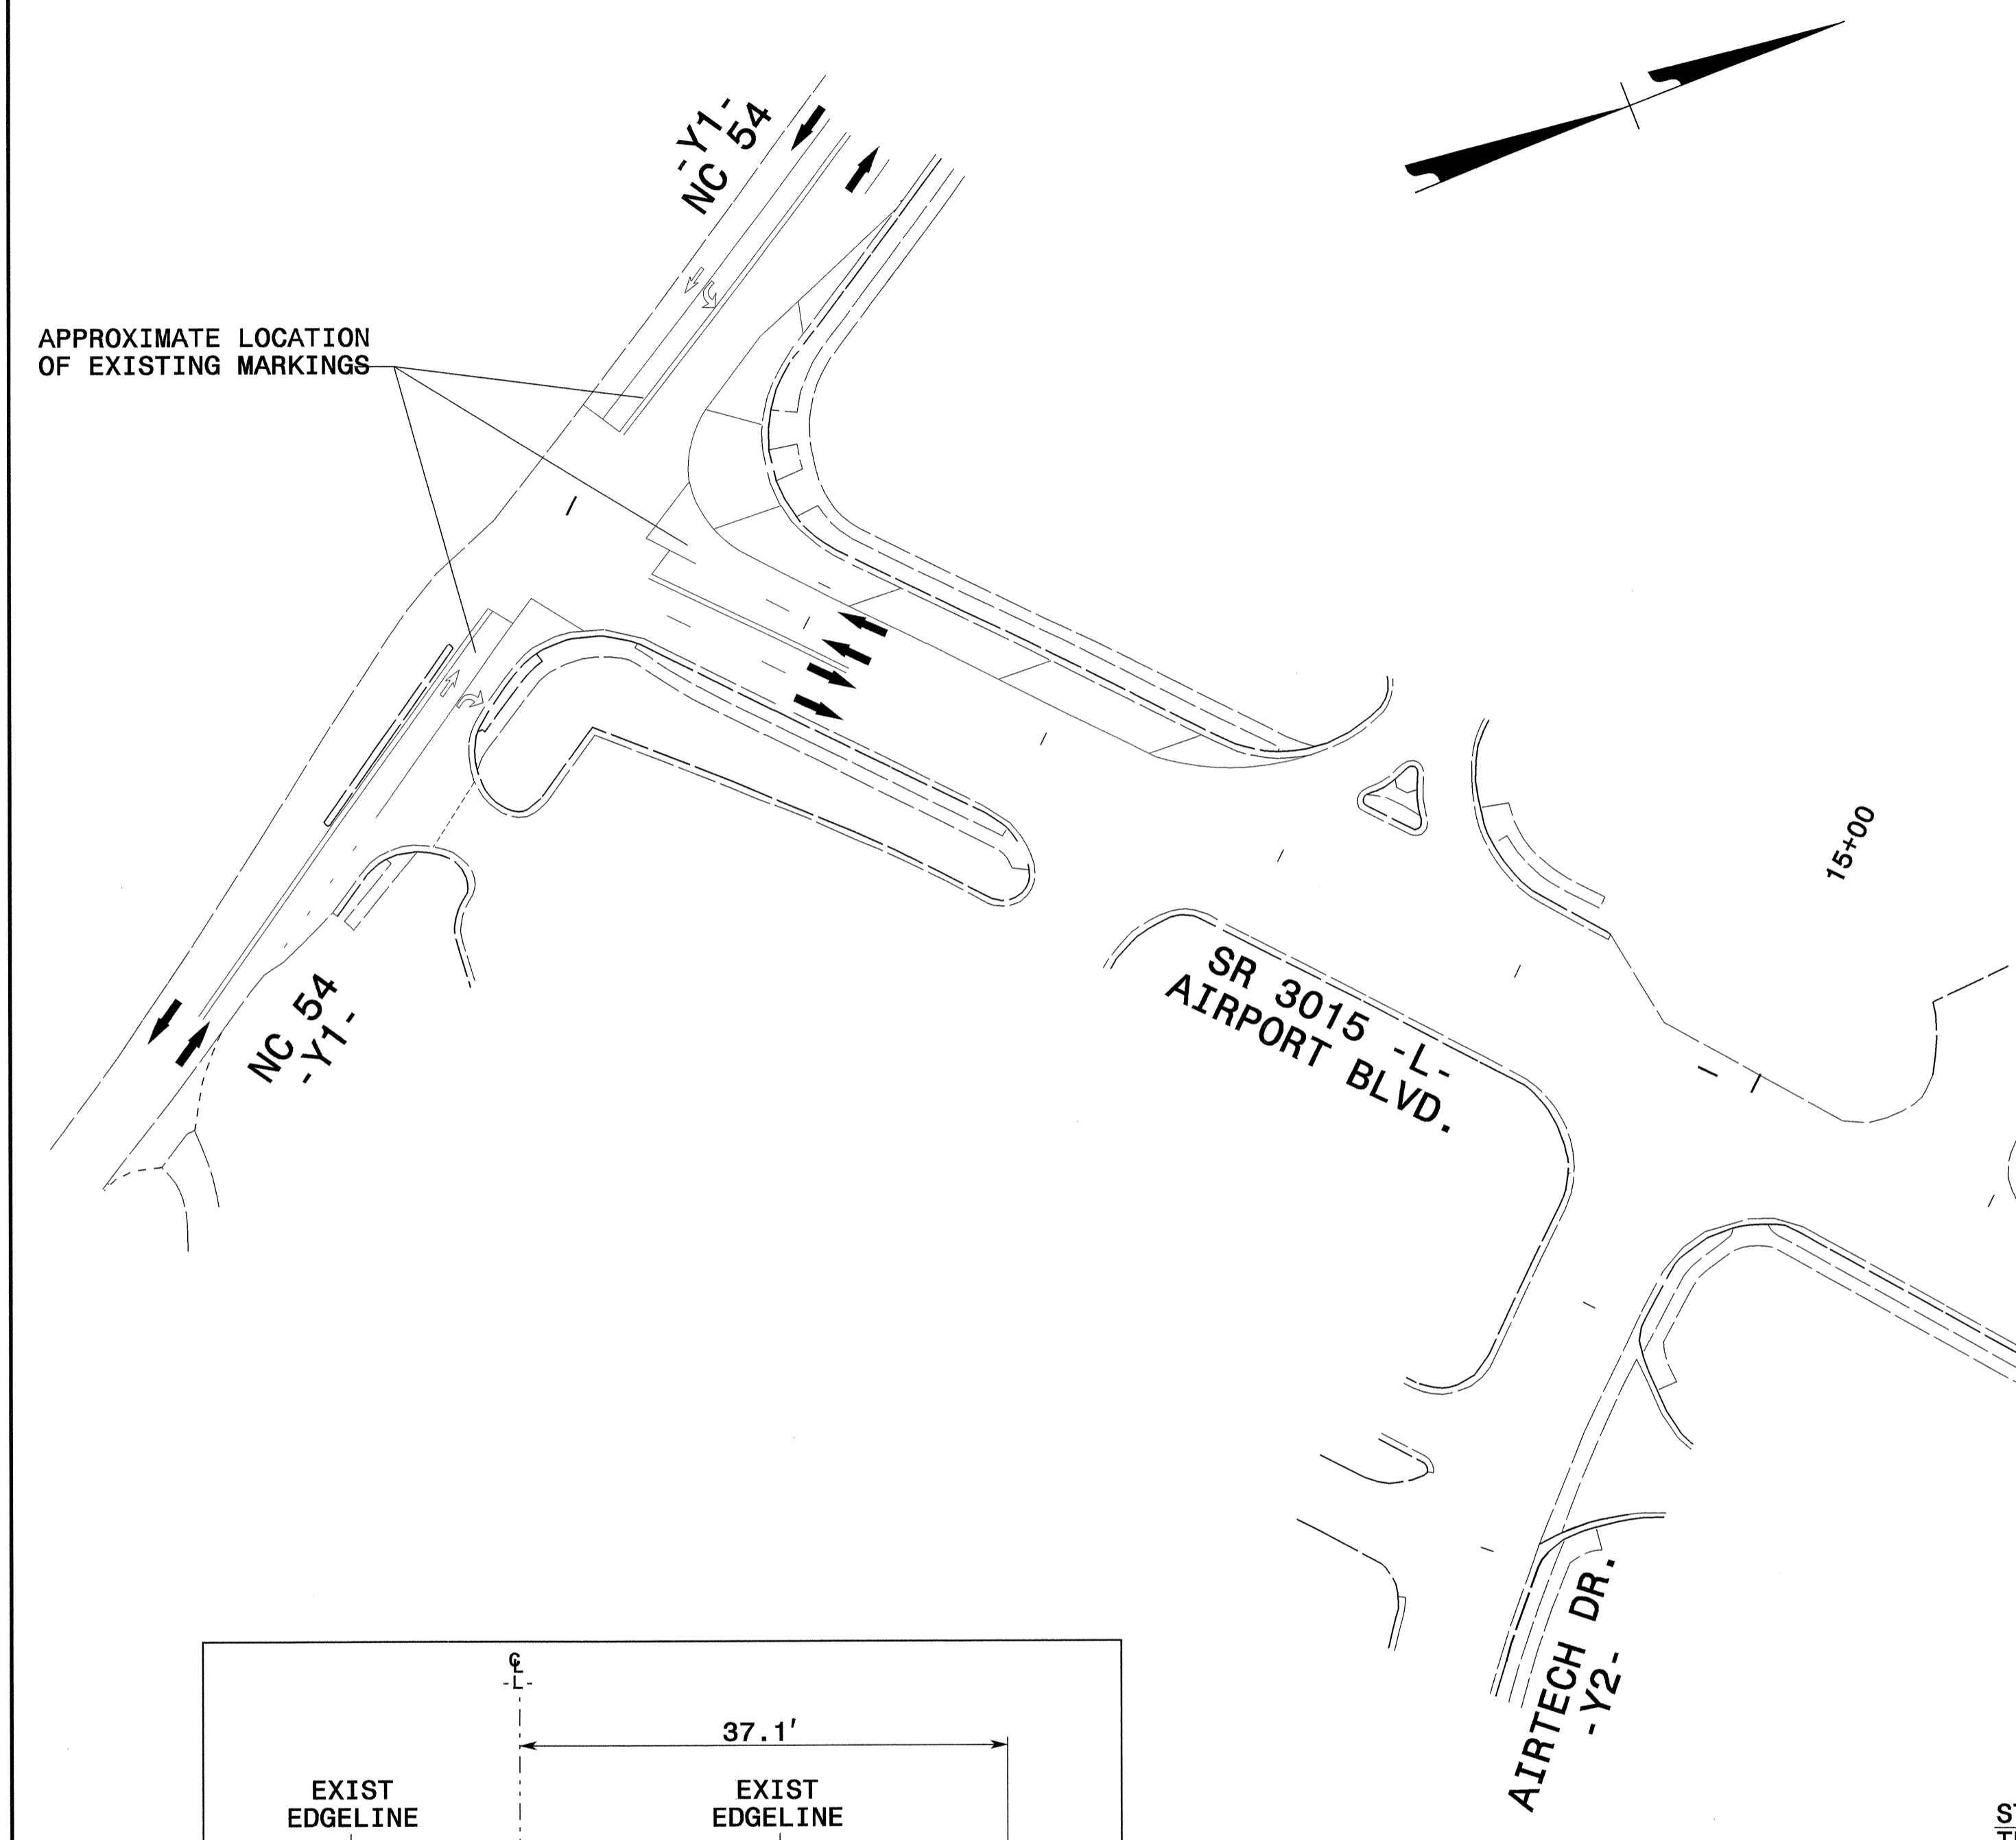 -Y1-
NC 54
APPROXIMATE LOCATION
OF EXISTING MARKINGS
15+00
SR 3015 -L-
AIRPORT BLVD.
NC 54
-Y1-
AIRTECH DR.
-Y2-
℄
-L-
37.1'
EXIST
EDGELINE
EXIST
EDGELINE